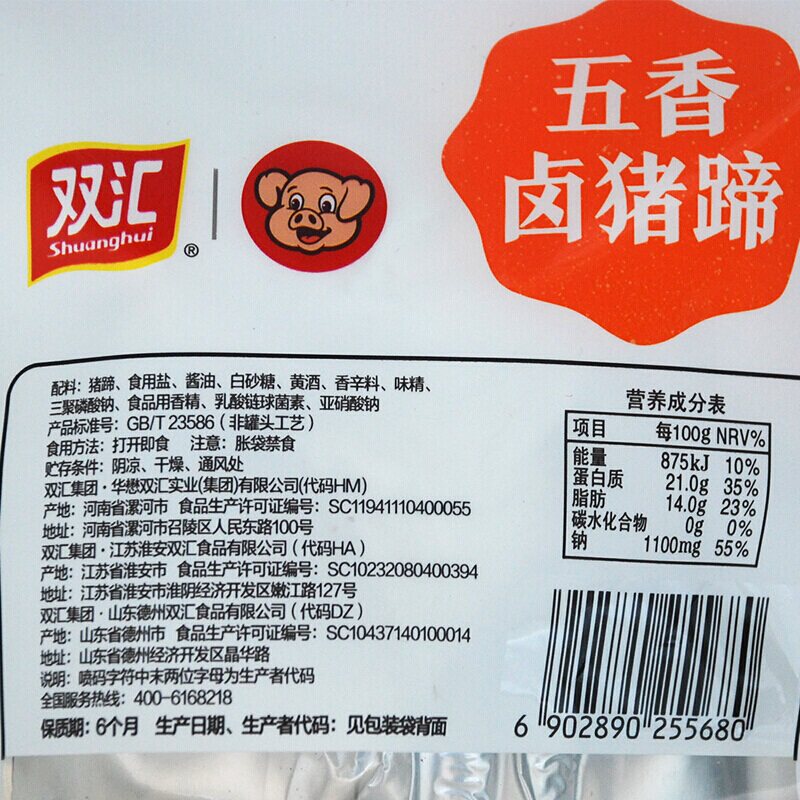 五香
卤猪蹄
双汇
Shuanghui
®
配料：猪蹄、食用盐、酱油、白砂糖、黄酒、香辛料、味精、
三聚磷酸钠、食品用香精、乳酸链球菌素、亚硝酸钠
产品标准号：GB/T 23586（非罐头工艺）
食用方法：打开即食　注意：胀袋禁食
贮存条件：阴凉、干燥、通风处
双汇集团·华懋双汇实业(集团)有限公司(代码HM)
产地：河南省漯河市 食品生产许可证编号：SC11941110400055
地址：河南省漯河市召陵区人民东路100号
双汇集团·江苏淮安双汇食品有限公司（代码HA）
产地：江苏省淮安市 食品生产许可证编号：SC10232080400394
地址：江苏省淮安市淮阴经济开发区嫩江路127号
双汇集团·山东德州双汇食品有限公司（代码DZ）
产地：山东省德州市 食品生产许可证编号：SC10437140100014
地址：山东省德州经济开发区晶华路
说明：喷码字符中末两位字母为生产者代码
全国服务热线：400-6168218
保质期：6个月 生产日期、生产者代码：见包装袋背面
营养成分表
项目 每100g NRV%
能量 875kJ 10%
蛋白质 21.0g 35%
脂肪 14.0g 23%
碳水化合物 0g 0%
钠 1100mg 55%
6 902890 255680